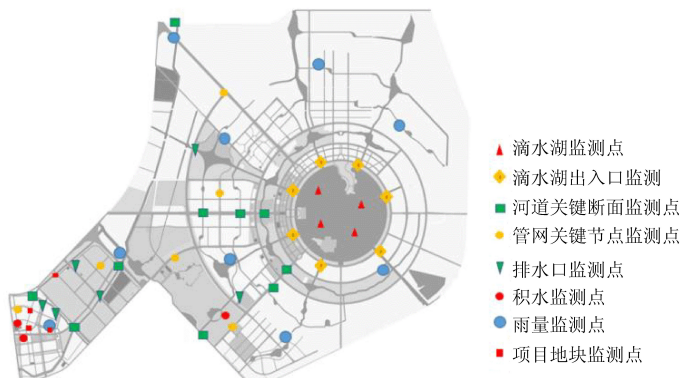 滴水湖监测点
滴水湖出入口监测
河道关键断面监测点
管网关键节点监测点
排水口监测点
积水监测点
雨量监测点
项目地块监测点